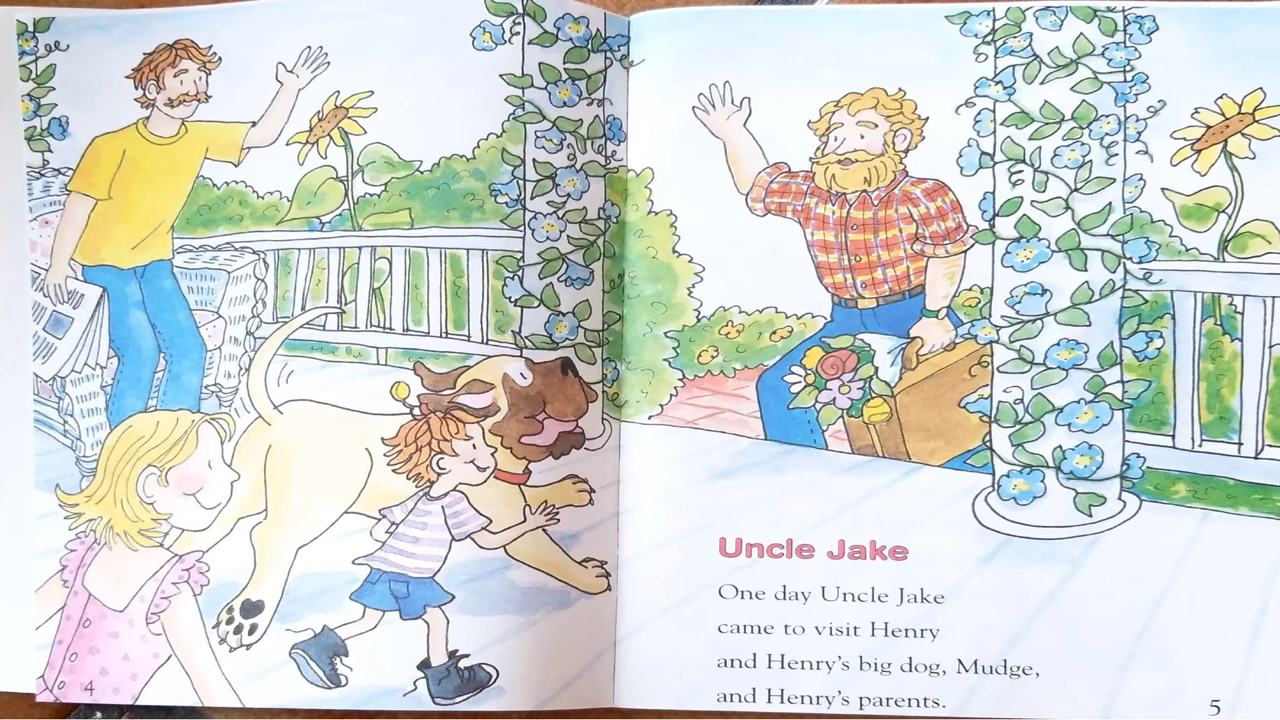 4
Uncle Jake
One day Uncle Jake
came to visit Henry
and Henry's big dog, Mudge,
and Henry's parents.
5